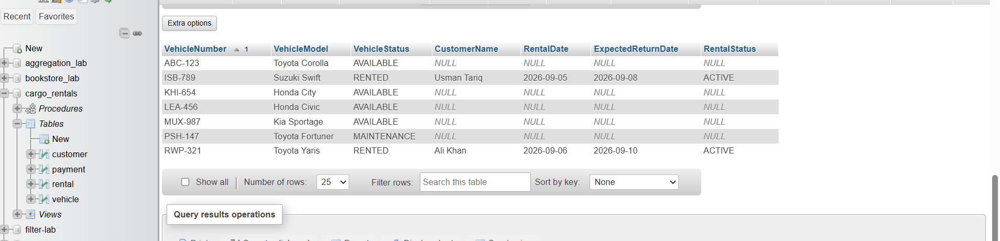 Recent Favorites
New
aggregation_lab
bookstore_lab
cargo_rentals
Procedures
Tables
New
customer
payment
rental
vehicle
Views
filter-lab
Extra options
VehicleNumber 1 VehicleModel VehicleStatus CustomerName RentalDate ExpectedReturnDate RentalStatus
ABC-123 Toyota Corolla AVAILABLE NULL NULL NULL NULL
ISB-789 Suzuki Swift RENTED Usman Tariq 2026-09-05 2026-09-08 ACTIVE
KHI-654 Honda City AVAILABLE NULL NULL NULL NULL
LEA-456 Honda Civic AVAILABLE NULL NULL NULL NULL
MUX-987 Kia Sportage AVAILABLE NULL NULL NULL NULL
PSH-147 Toyota Fortuner MAINTENANCE NULL NULL NULL NULL
RWP-321 Toyota Yaris RENTED Ali Khan 2026-09-06 2026-09-10 ACTIVE
Show all Number of rows: 25 Filter rows: Search this table Sort by key: None
Query results operations